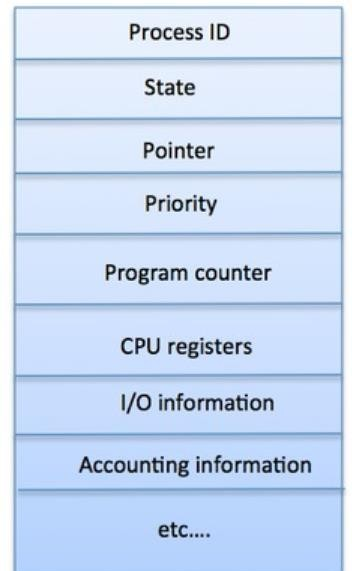 Process ID
State
Pointer
Priority
Program counter
CPU registers
I/O information
Accounting information
etc....